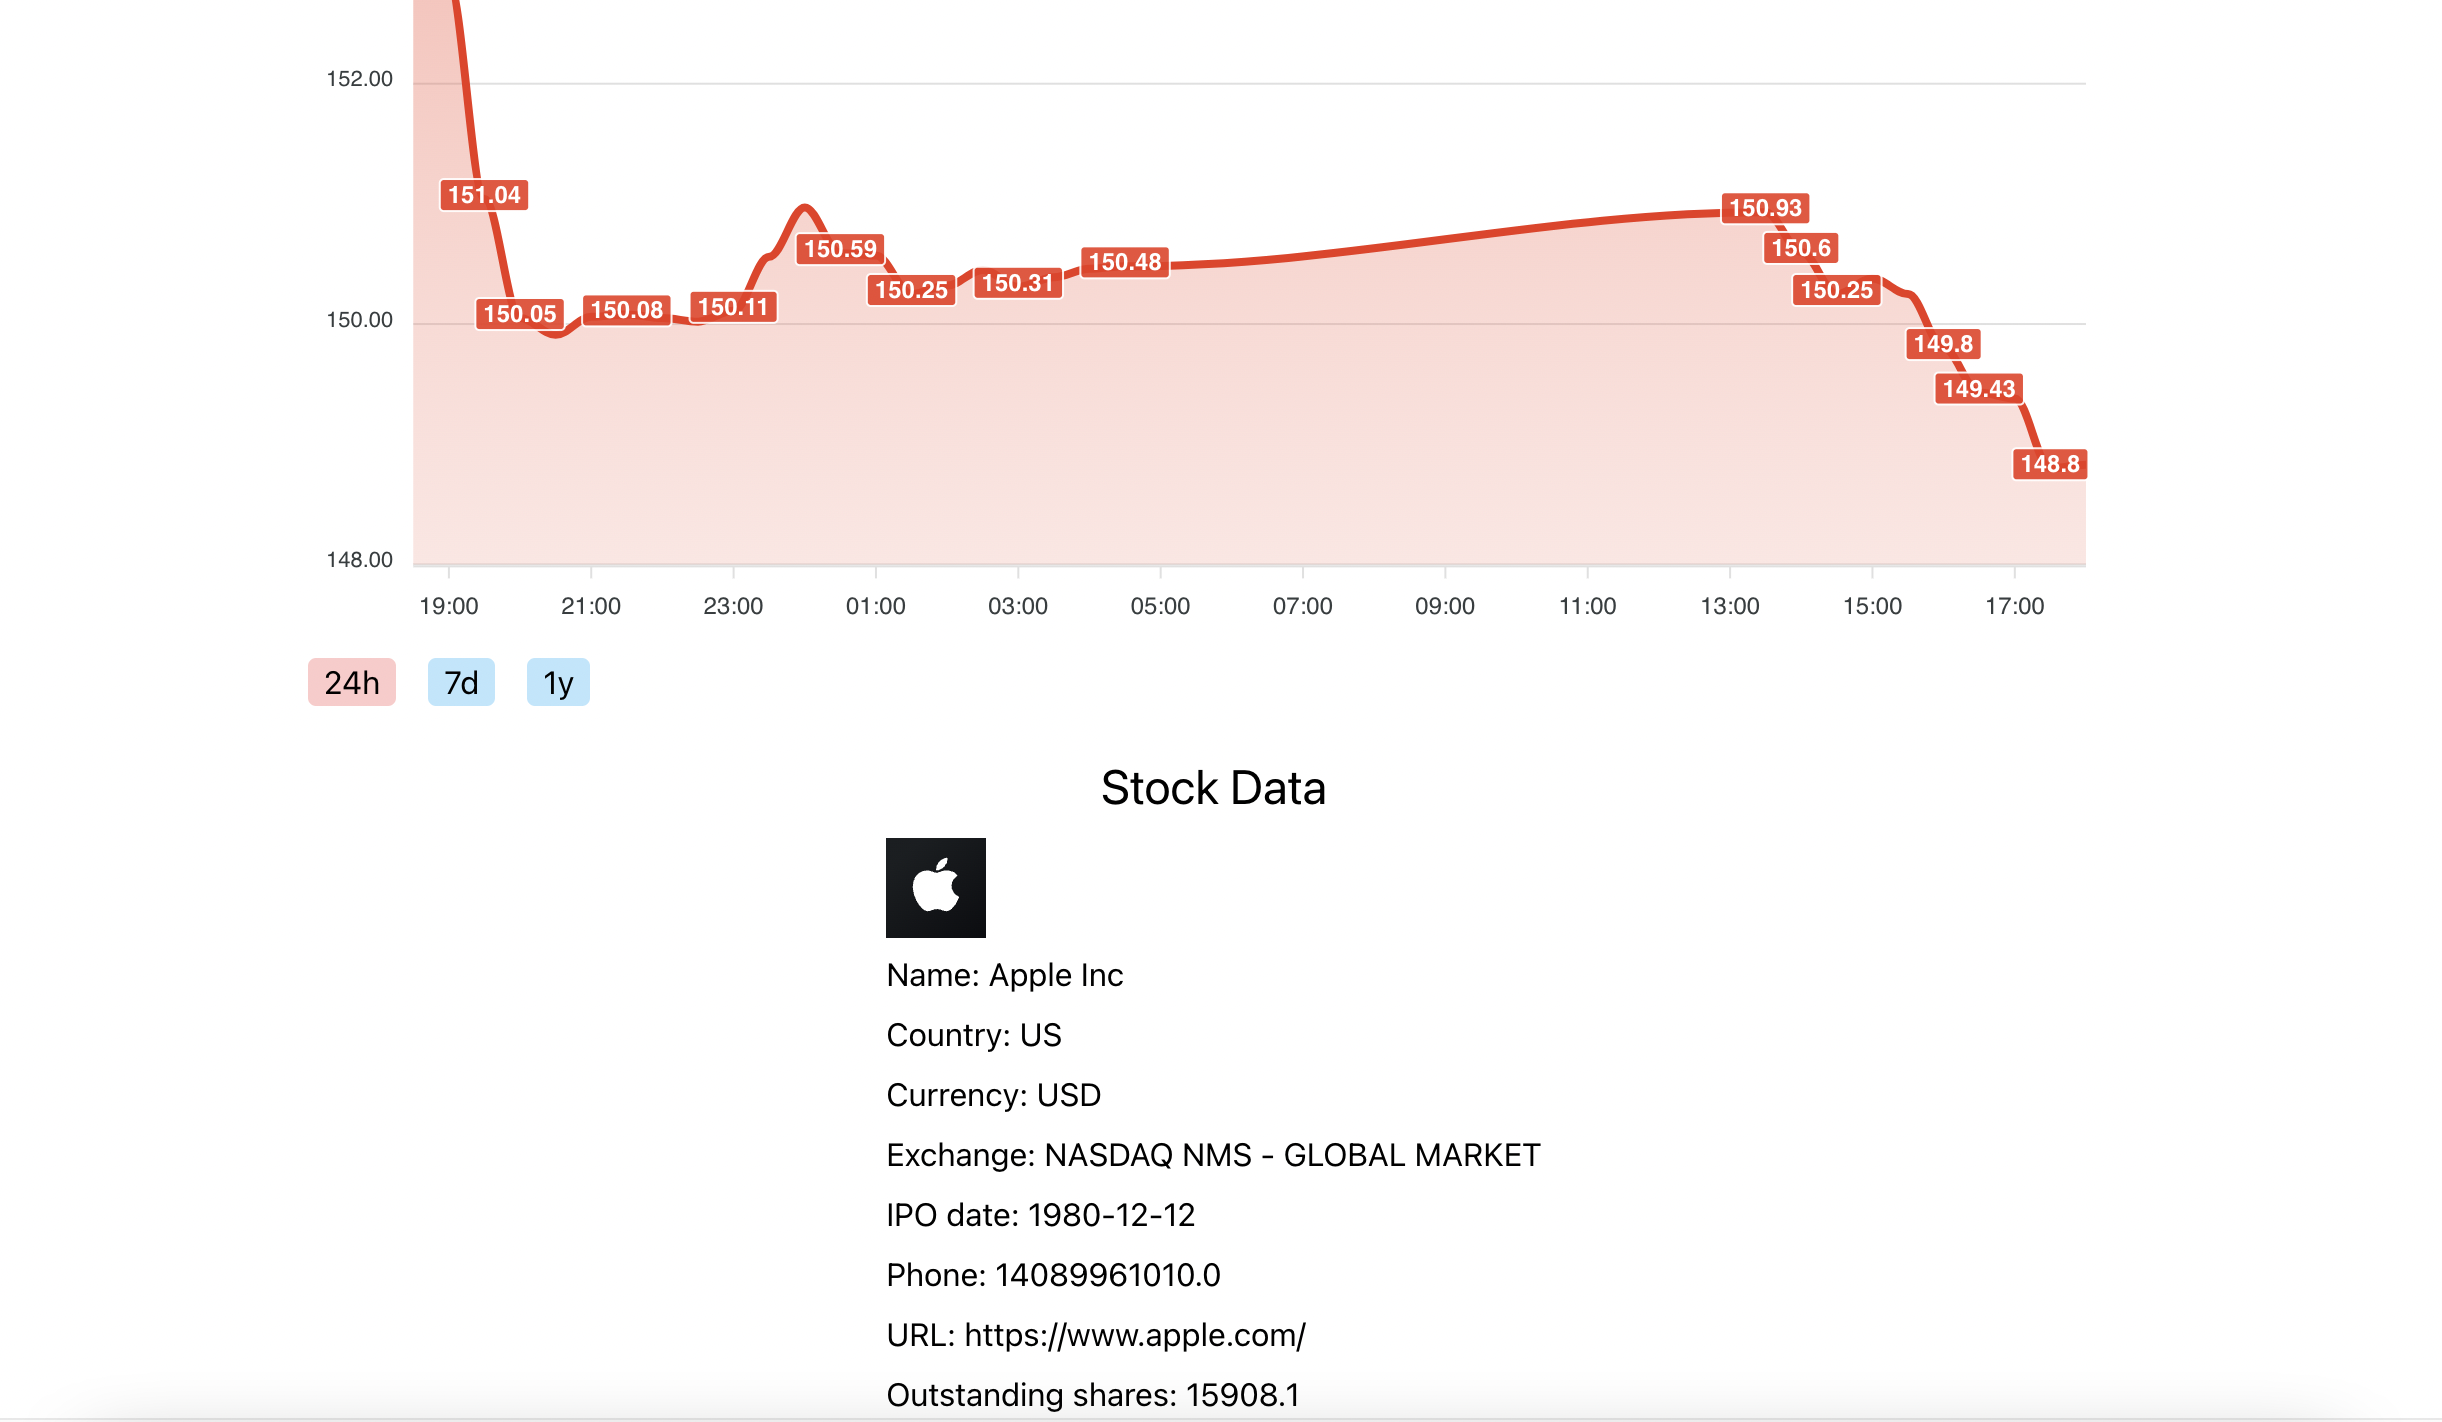 152.00
151.04
150.93
150.59
150.6
150.48
150.25
150.31
150.25
150.05
150.08
150.11
150.00
149.8
149.43
148.8
148.00
19:00 21:00 23:00 01:00 03:00 05:00 07:00 09:00 11:00 13:00 15:00 17:00
24h 7d 1y
Stock Data
Name: Apple Inc
Country: US
Currency: USD
Exchange: NASDAQ NMS - GLOBAL MARKET
IPO date: 1980-12-12
Phone: 14089961010.0
URL: https://www.apple.com/
Outstanding shares: 15908.1